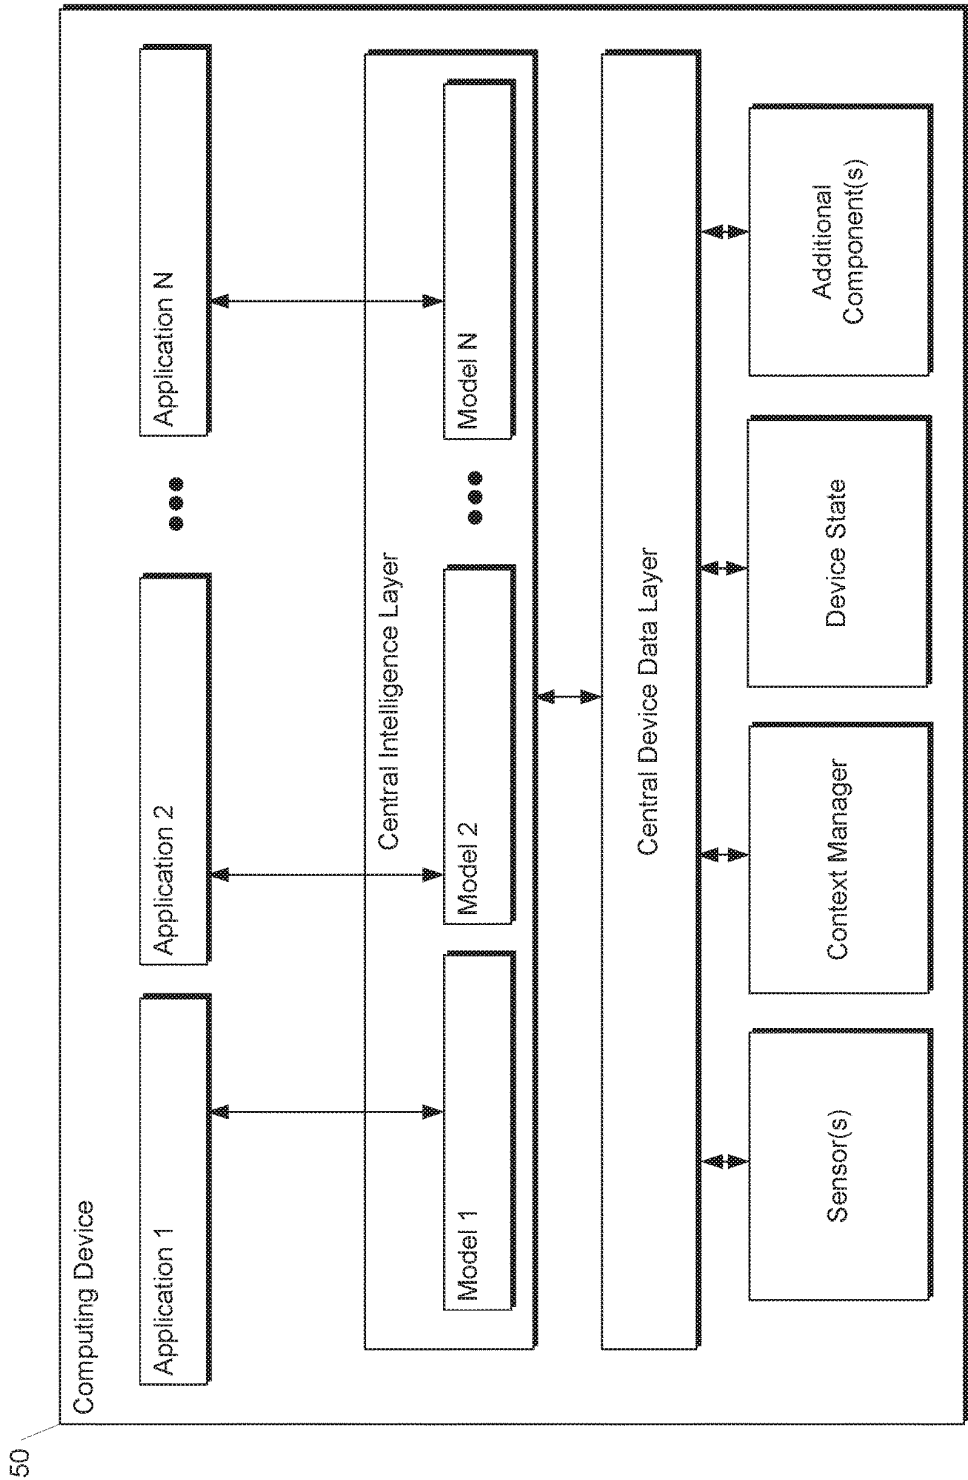 50
Computing Device
Application 1
Application 2
Application N
Central Intelligence Layer
Model 1
Model 2
Model N
Central Device Data Layer
Sensor(s)
Context Manager
Device State
Additional
Component(s)